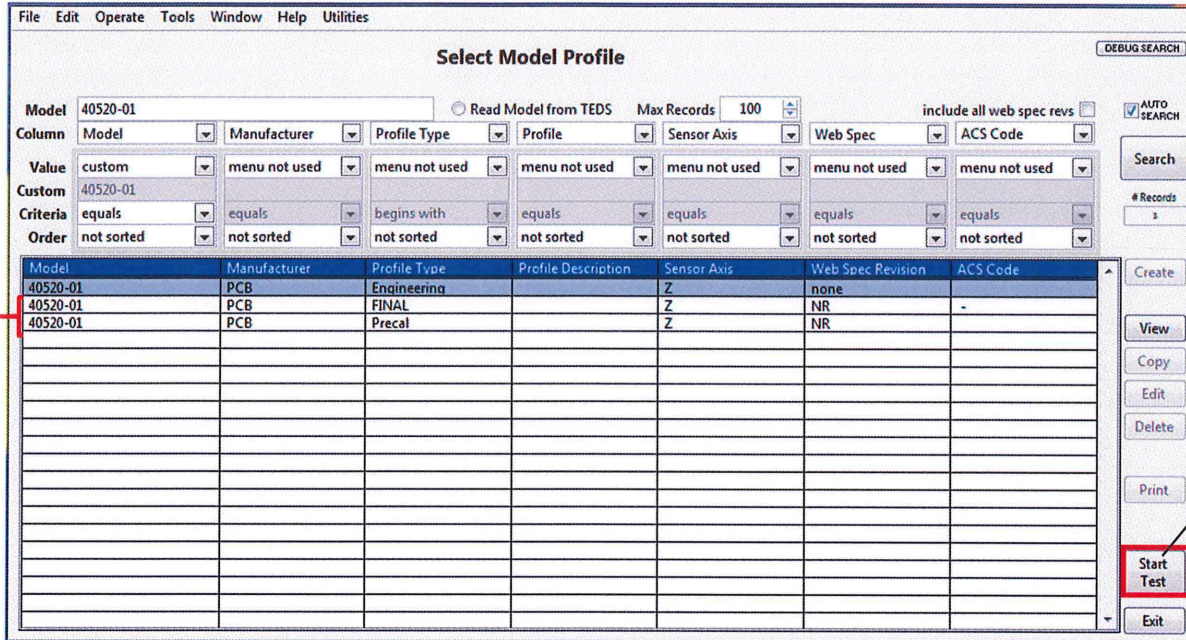 File Edit Operate Tools Window Help Utilities
Select Model Profile
DEBUG SEARCH
Model 40520-01 Read Model from TEDS Max Records 100 include all web spec revs AUTO SEARCH
Column Model Manufacturer Profile Type Profile Sensor Axis Web Spec ACS Code
Value custom menu not used menu not used menu not used menu not used menu not used menu not used
Search
Custom 40520-01
Criteria equals equals begins with equals equals equals equals
# Records
3
Order not sorted not sorted not sorted not sorted not sorted not sorted not sorted
Model Manufacturer Profile Type Profile Description Sensor Axis Web Spec Revision ACS Code
40520-01 PCB Engineering Z none
40520-01 PCB FINAL Z NR -
40520-01 PCB Precal Z NR
Create
View
Copy
Edit
Delete
Print
Start
Test
Exit